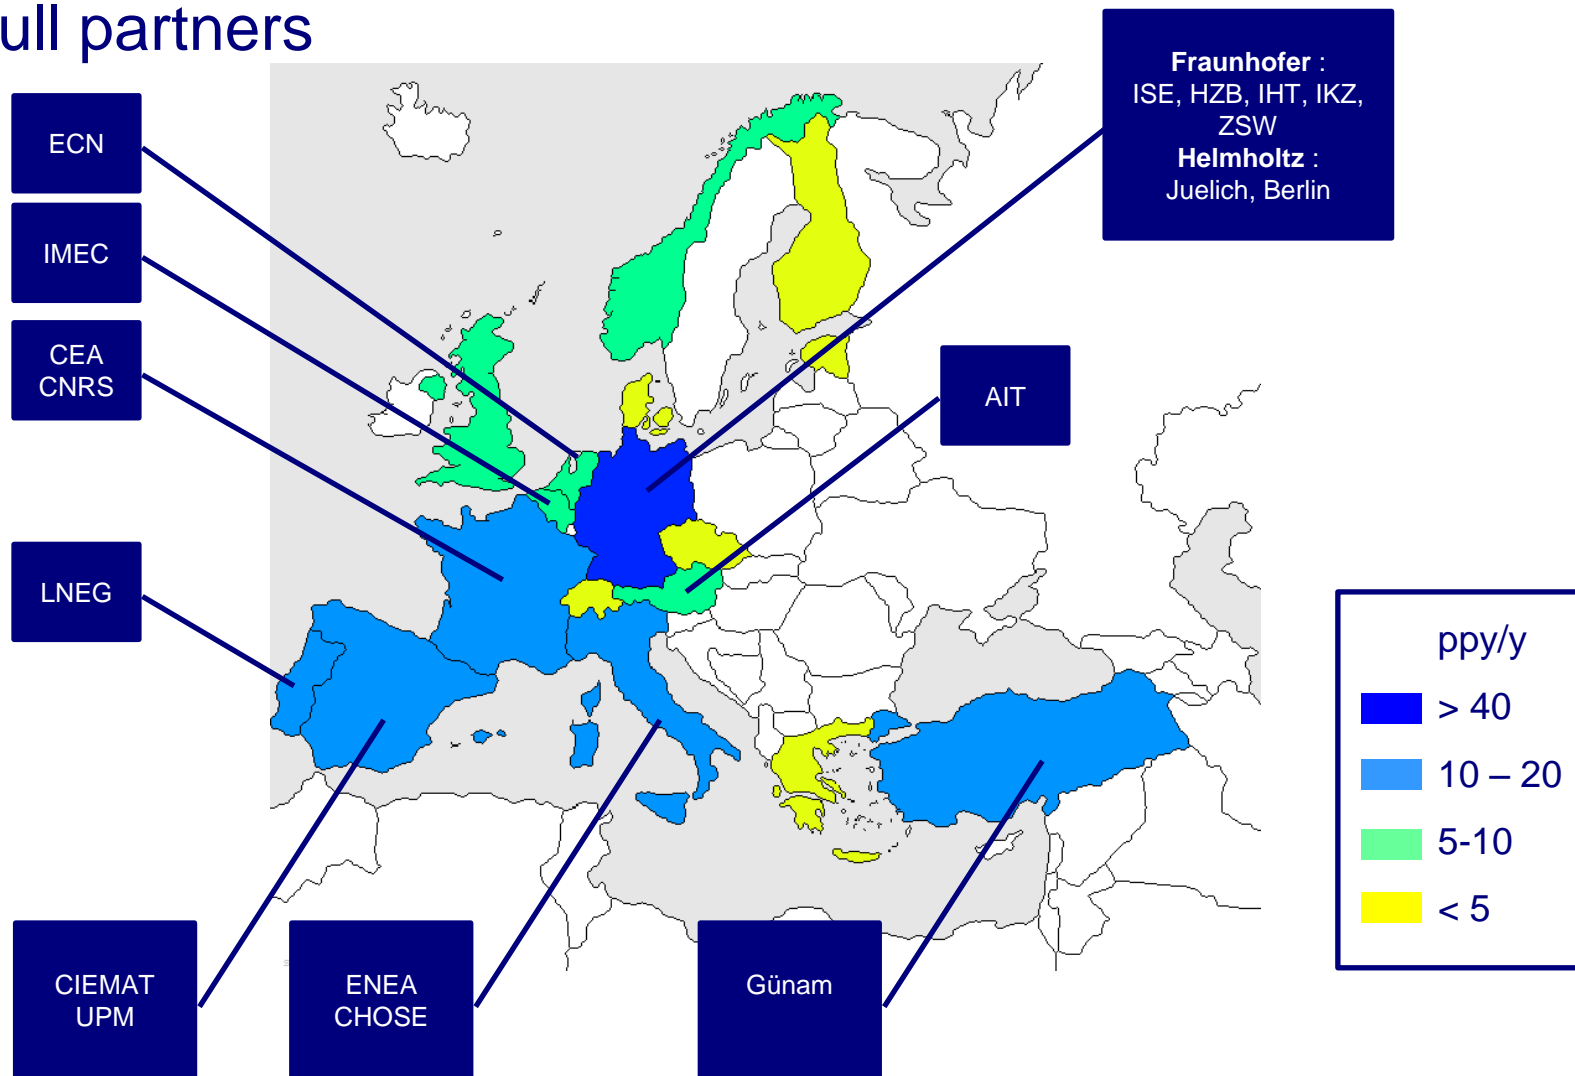 ull partners
ECN
IMEC
CEA
CNRS
LNEG
CIEMAT
UPM
ENEA
CHOSE
Günam
AIT
Fraunhofer :
ISE, HZB, IHT, IKZ,
ZSW
Helmholtz :
Juelich, Berlin
ppy/y
> 40
10 – 20
5-10
< 5